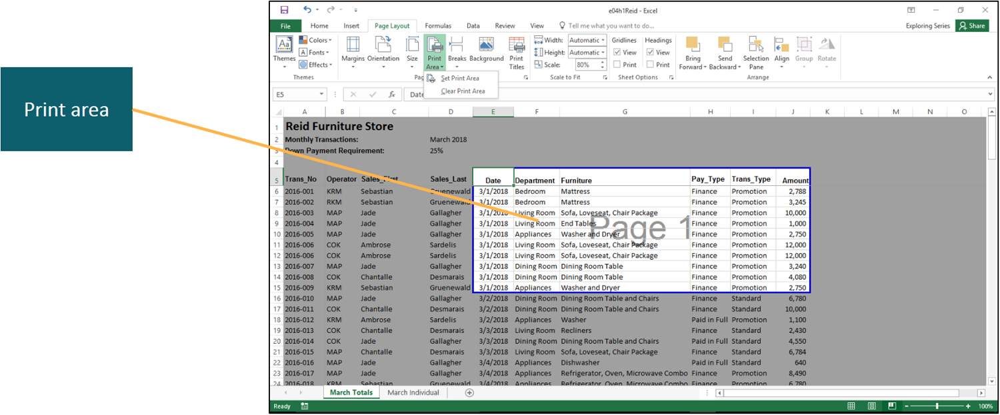 Print area
e04h1Reid - Excel
File Home Insert Page Layout Formulas Data Review View Tell me what you want to do... Exploring Series Share
Aa Colors Width: Automatic Gridlines Headings
Themes A Fonts Margins Orientation Size Print Area Breaks Background Print Titles Height: Automatic View View Bring Forward Send Backward Selection Pane Align Group Rotate
Effects Scale: 80% Print Print
Themes Pag Scale to Fit Sheet Options Arrange
Set Print Area
Clear Print Area
E5 fx Date
A B C D E F G H I J K L M N O
1 Reid Furniture Store
2 Monthly Transactions: March 2018
3 Down Payment Requirement: 25%
4
5 Trans_No Operator Sales_First Sales_Last Date Department Furniture Pay_Type Trans_Type Amount
6 2016-001 KRM Sebastian Gruenewald 3/1/2018 Bedroom Mattress Finance Promotion 2,788
7 2016-002 RKM Sebastian Gruenewald 3/1/2018 Bedroom Mattress Finance Promotion 3,245
8 2016-003 MAP Jade Gallagher 3/1/2018 Living Room Sofa, Loveseat, Chair Package Finance Promotion 10,000
9 2016-004 MAP Jade Gallagher 3/1/2018 Living Room End Tables Finance Promotion 1,000
Page 1
10 2016-005 MAP Jade Gallagher 3/1/2018 Appliances Washer and Dryer Finance Promotion 2,750
11 2016-006 COK Ambrose Sardelis 3/1/2018 Living Room Sofa, Loveseat, Chair Package Finance Promotion 12,000
12 2016-006 COK Ambrose Sardelis 3/1/2018 Living Room Sofa, Loveseat, Chair Package Finance Promotion 12,000
13 2016-007 MAP Jade Gallagher 3/1/2018 Dining Room Dining Room Table Finance Promotion 3,240
14 2016-008 COK Chantalle Desmarais 3/1/2018 Dining Room Dining Room Table Finance Promotion 4,080
15 2016-009 KRM Sebastian Gruenewald 3/1/2018 Appliances Washer and Dryer Finance Promotion 2,750
16 2016-010 MAP Jade Gallagher 3/2/2018 Dining Room Dining Room Table and Chairs Finance Standard 6,780
17 2016-011 COK Chantalle Desmarais 3/2/2018 Dining Room Dining Room Table and Chairs Finance Standard 10,000
18 2016-012 KRM Ambrose Sardelis 3/2/2018 Appliances Washer Paid in Full Promotion 1,100
19 2016-013 COK Chantalle Desmarais 3/3/2018 Living Room Recliners Finance Standard 2,430
20 2016-014 COK Jade Gallagher 3/3/2018 Dining Room Dining Room Table and Chairs Paid in Full Standard 4,550
21 2016-015 MAP Chantalle Desmarais 3/3/2018 Living Room Sofa, Loveseat, Chair Package Finance Standard 6,784
22 2016-016 MAP Jade Gallagher 3/4/2018 Appliances Dishwasher Paid in Full Standard 640
23 2016-017 MAP Jade Gallagher 3/4/2018 Appliances Refrigerator, Oven, Microwave Combo Finance Promotion 8,490
24 2016-018 KRM Sebastian Gruenewald 3/4/2018 Appliances Refrigerator, Oven, Microwave Combo Finance Promotion 6,780
March Totals March Individual
Ready 100%